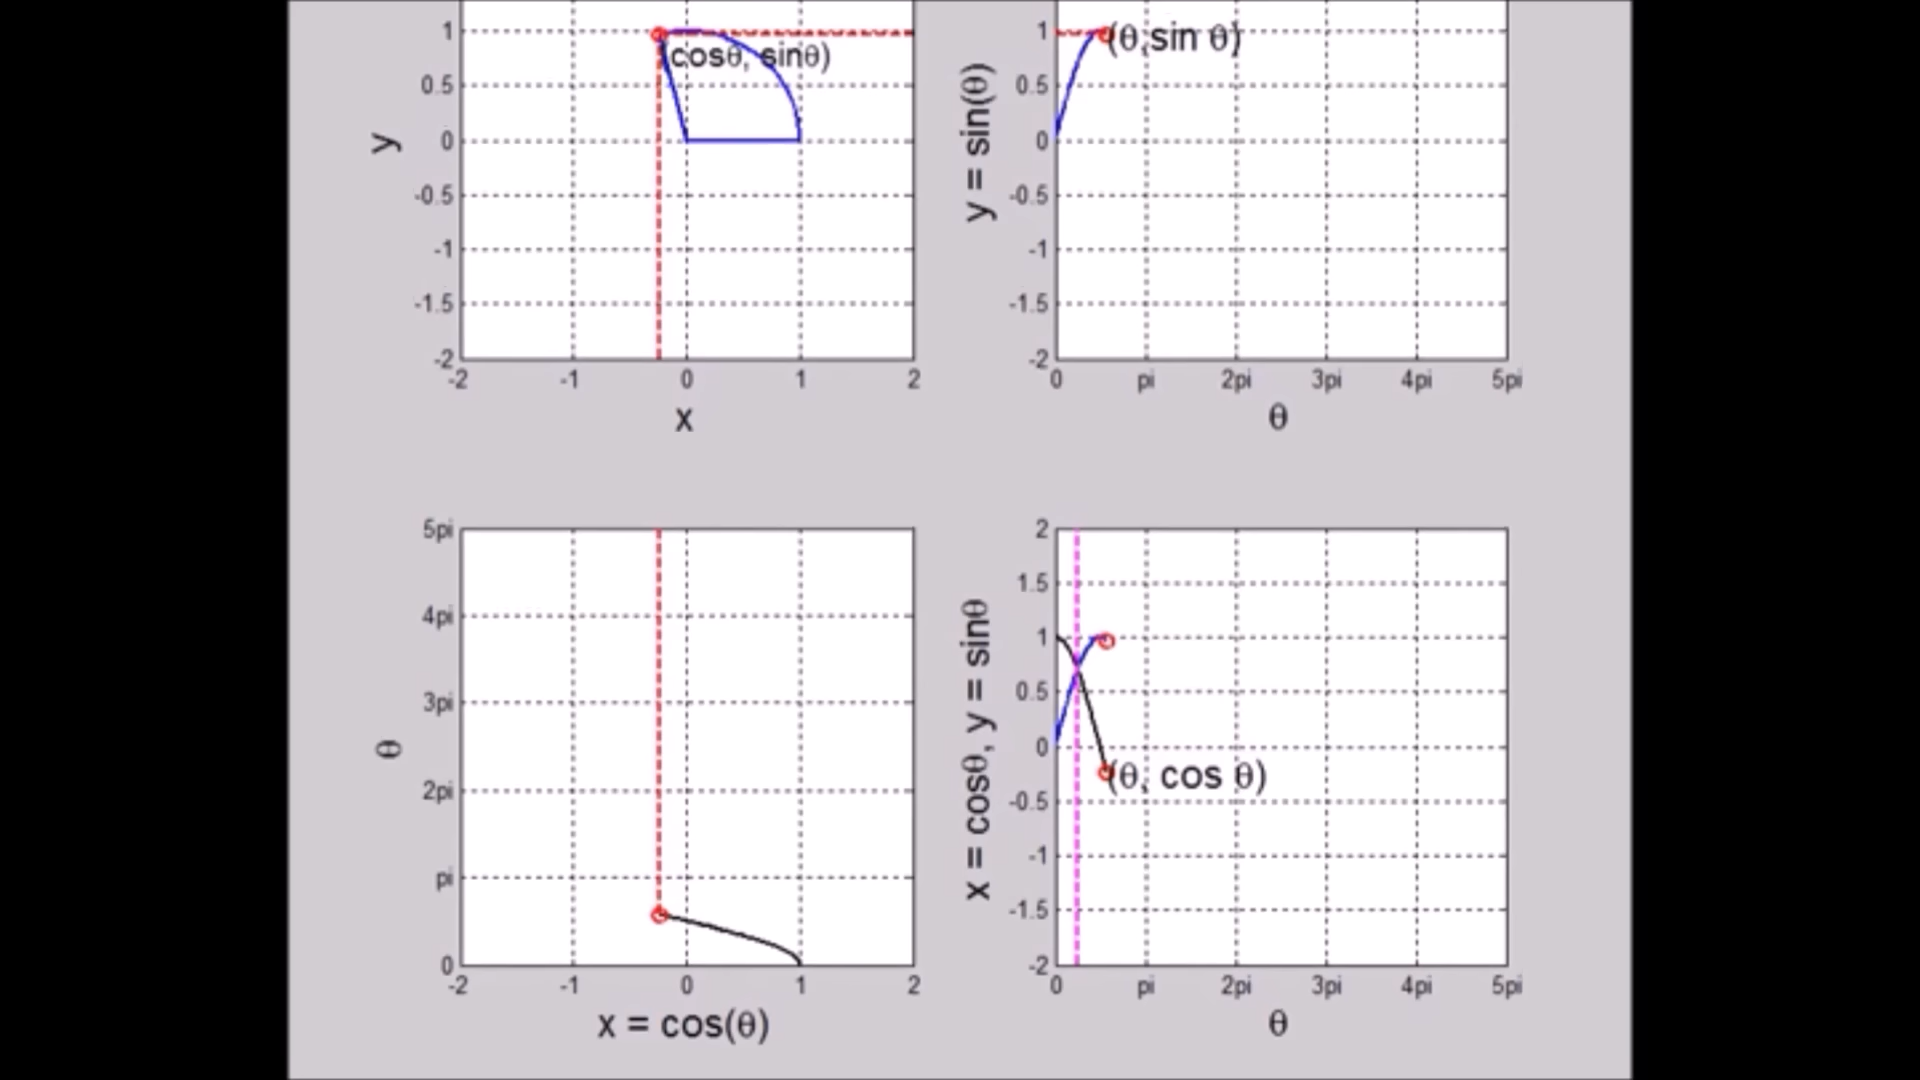 1
0.5
0
-0.5
-1
-1.5
-2
y
(cosθ, sinθ)
-2 -1 0 1 2
x
1
0.5
0
-0.5
-1
-1.5
-2
y = sin(θ)
(θ,sin θ)
0 pi 2pi 3pi 4pi 5pi
θ
5pi
4pi
3pi
2pi
pi
0
θ
-2 -1 0 1 2
x = cos(θ)
2
1.5
1
0.5
0
-0.5
-1
-1.5
-2
x = cosθ, y = sinθ
(θ, cos θ)
0 pi 2pi 3pi 4pi 5pi
θ